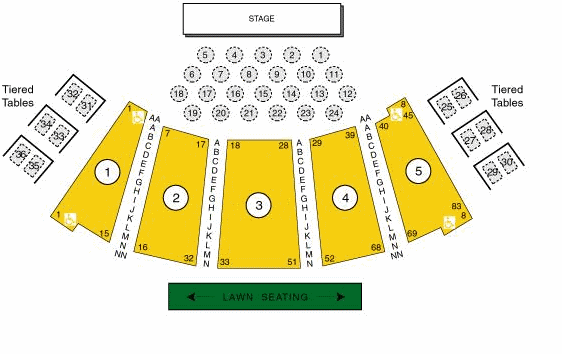 STAGE
5 4 3 2 1
6 7 8 9 10 11
18 17 16 15 14 13 12
19 20 21 22 23 24
Tiered
Tables
32 31
34 33
36 35
Tiered
Tables
25 26
27 28
29 30
1
1
1
15
AA
A
B
C
D
E
F
G
H
I
J
K
L
M
N
NN
7 17
2
16 32
A
B
C
D
E
F
G
H
I
J
K
L
M
N
18 28
3
33 51
A
B
C
D
E
F
G
H
I
J
K
L
M
N
29 39
4
52 68
AA
A
B
C
D
E
F
G
H
I
J
K
L
M
N
NN
8
40 45
5
83
8
69
LAWN SEATING